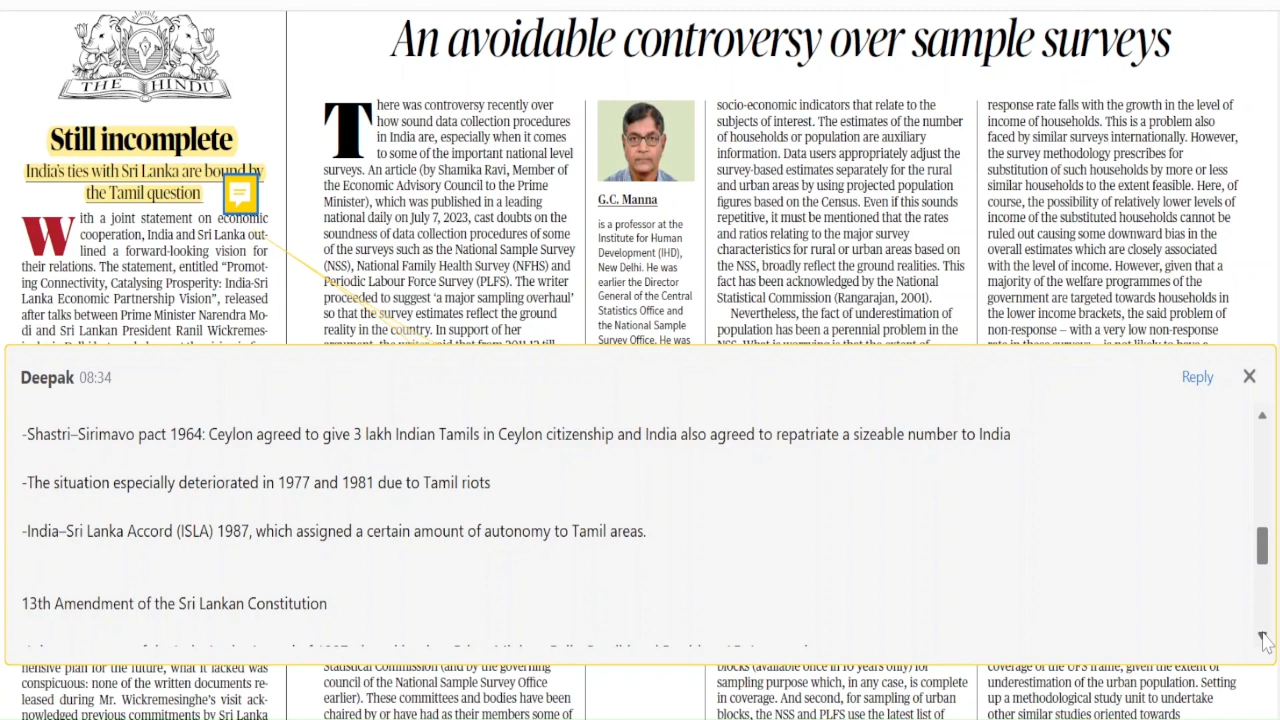 THE HINDU
Still incomplete
India's ties with Sri Lanka are bound by
the Tamil question
With a joint statement on economic
cooperation, India and Sri Lanka out-
lined a forward-looking vision for
their relations. The statement, entitled “Promot-
ing Connectivity, Catalysing Prosperity: India-Sri
Lanka Economic Partnership Vision”, released
after talks between Prime Minister Narendra Mo-
di and Sri Lankan President Ranil Wickremes-
An avoidable controversy over sample surveys
There was controversy recently over
how sound data collection procedures
in India are, especially when it comes
to some of the important national level
surveys. An article (by Shamika Ravi, Member of
the Economic Advisory Council to the Prime
Minister), which was published in a leading
national daily on July 7, 2023, cast doubts on the
soundness of data collection procedures of some
of the surveys such as the National Sample Survey
(NSS), National Family Health Survey (NFHS) and
Periodic Labour Force Survey (PLFS). The writer
proceeded to suggest ‘a major sampling overhaul’
so that the survey estimates reflect the ground
reality in the country. In support of her
G.C. Manna
is a professor at the
Institute for Human
Development (IHD),
New Delhi. He was
earlier the Director
General of the Central
Statistics Office and
the National Sample
Survey Office. He was
socio-economic indicators that relate to the
subjects of interest. The estimates of the number
of households or population are auxiliary
information. Data users appropriately adjust the
survey-based estimates separately for the rural
and urban areas by using projected population
figures based on the Census. Even if this sounds
repetitive, it must be mentioned that the rates
and ratios relating to the major survey
characteristics for rural or urban areas based on
the NSS, broadly reflect the ground realities. This
fact has been acknowledged by the National
Statistical Commission (Rangarajan, 2001).
Nevertheless, the fact of underestimation of
population has been a perennial problem in the
response rate falls with the growth in the level of
income of households. This is a problem also
faced by similar surveys internationally. However,
the survey methodology prescribes for
substitution of such households by more or less
similar households to the extent feasible. Here, of
course, the possibility of relatively lower levels of
income of the substituted households cannot be
ruled out causing some downward bias in the
overall estimates which are closely associated
with the level of income. However, given that a
majority of the welfare programmes of the
government are targeted towards households in
the lower income brackets, the said problem of
non-response – with a very low non-response
Deepak 08:34
Reply
-Shastri–Sirimavo pact 1964: Ceylon agreed to give 3 lakh Indian Tamils in Ceylon citizenship and India also agreed to repatriate a sizeable number to India
-The situation especially deteriorated in 1977 and 1981 due to Tamil riots
-India–Sri Lanka Accord (ISLA) 1987, which assigned a certain amount of autonomy to Tamil areas.
13th Amendment of the Sri Lankan Constitution
hensive plan for the future, what it lacked was
conspicuous: none of the written documents re-
leased during Mr. Wickremesinghe's visit ack-
nowledged previous commitments by Sri Lanka
Statistical Commission (and by the governing
council of the National Sample Survey Office
earlier). These committees and bodies have been
chaired by or have had as their members some of
blocks (available once in 10 years only) for
sampling purpose which, in any case, is complete
in coverage. And second, for sampling of urban
blocks, the NSS and PLFS use the latest list of
coverage of the UFS frame, given the extent of
underestimation of the urban population. Setting
up a methodological study unit to undertake
other similar studies oriented towards